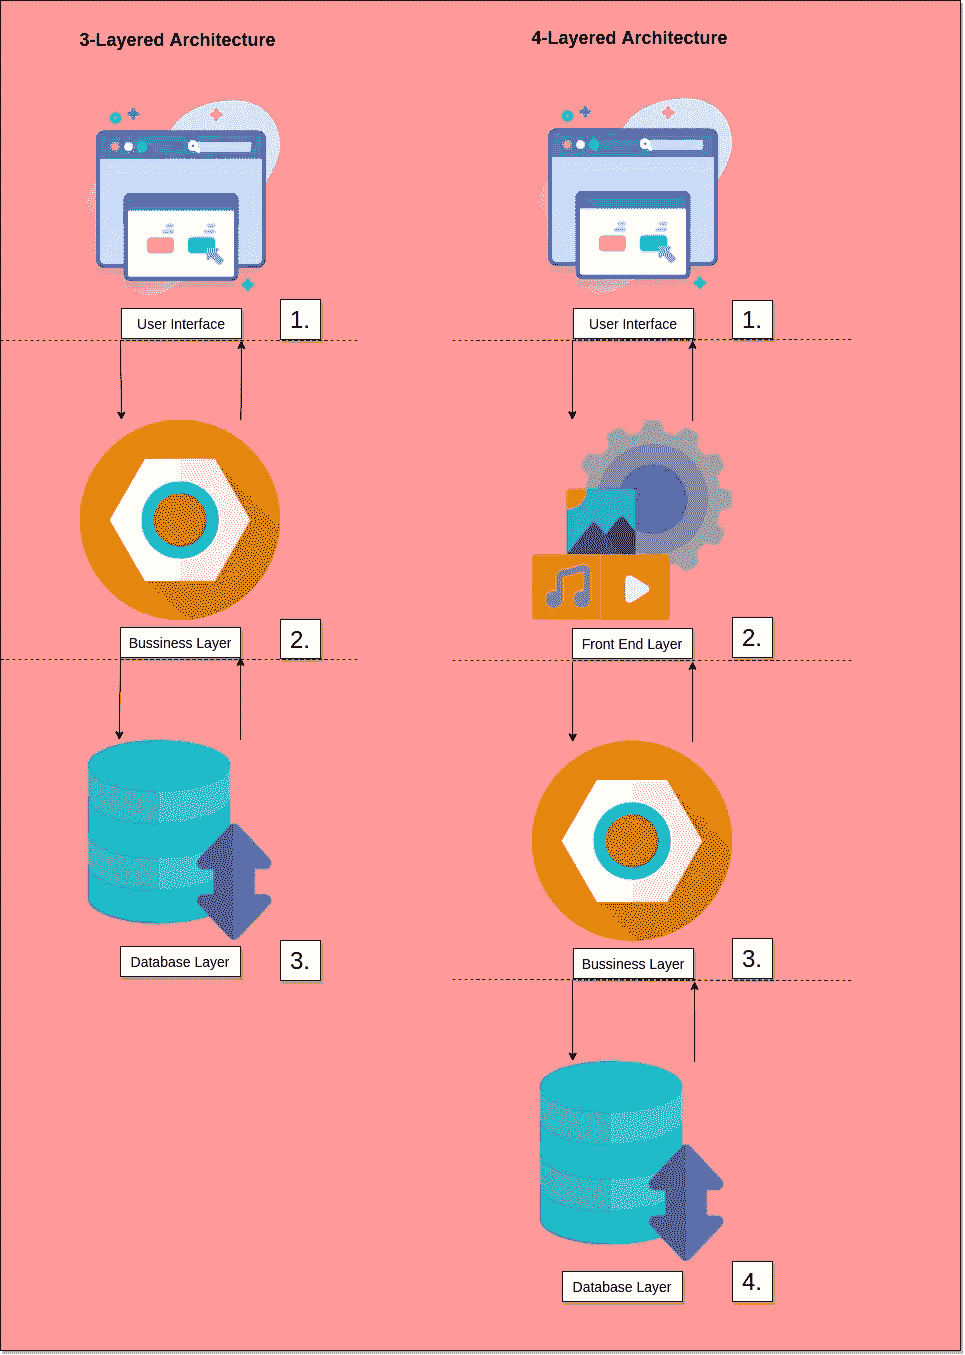 3-Layered Architecture
User Interface
1.
Bussiness Layer
2.
Database Layer
3.
4-Layered Architecture
User Interface
1.
Front End Layer
2.
Bussiness Layer
3.
Database Layer
4.